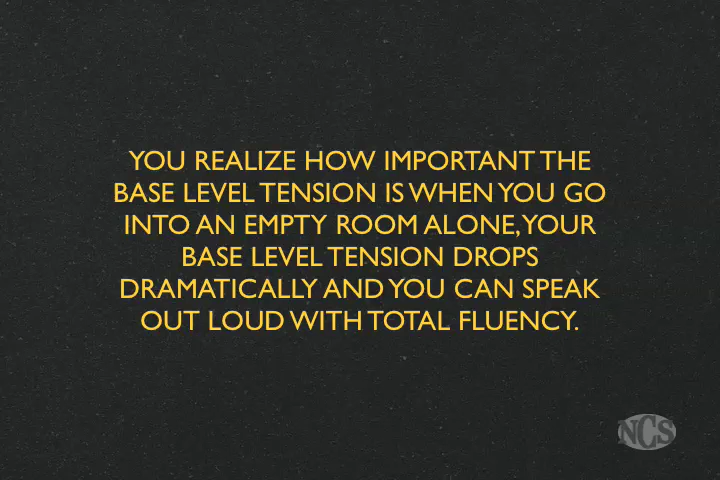 YOU REALIZE HOW IMPORTANT THE
BASE LEVEL TENSION IS WHEN YOU GO
INTO AN EMPTY ROOM ALONE, YOUR
BASE LEVEL TENSION DROPS
DRAMATICALLY AND YOU CAN SPEAK
OUT LOUD WITH TOTAL FLUENCY.
NCS